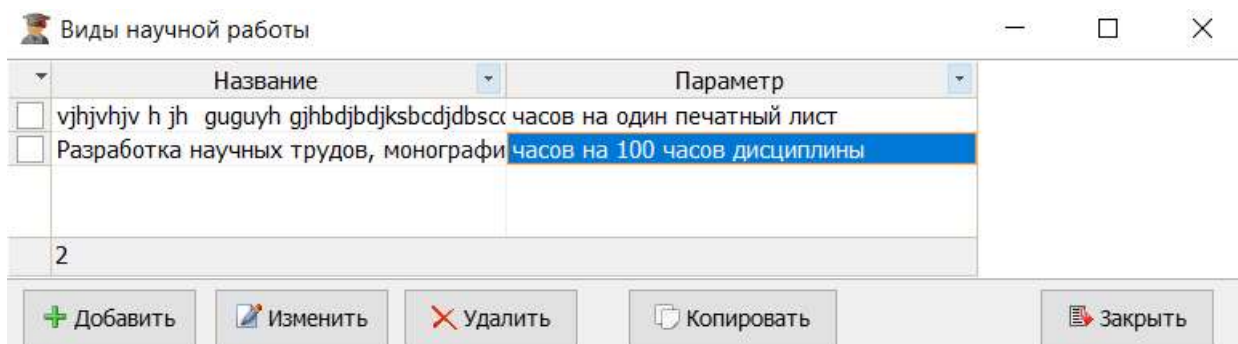 Виды научной работы
Название Параметр
vjhjvhjv h jh guguyh gjhbdjbdjksbcdjdbscc часов на один печатный лист
Разработка научных трудов, монографи часов на 100 часов дисциплины
2
Добавить Изменить Удалить Копировать Закрыть